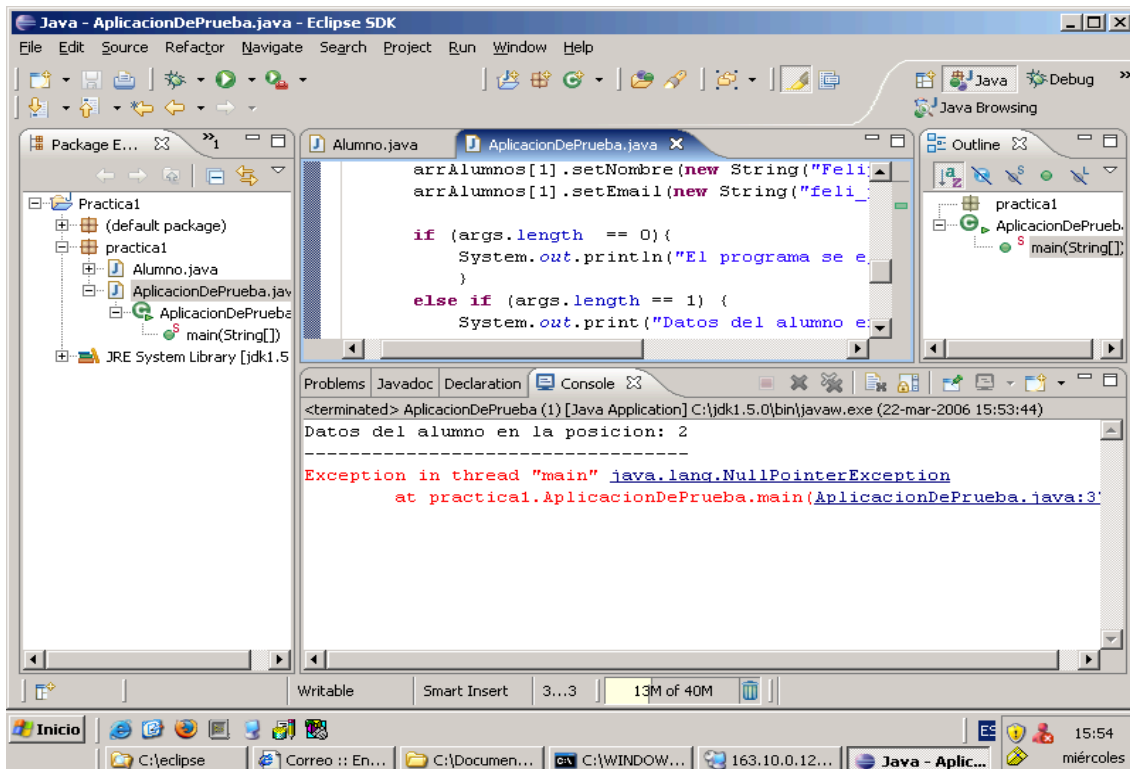 Java - AplicacionDePrueba.java - Eclipse SDK
File Edit Source Refactor Navigate Search Project Run Window Help
Java Debug »
Java Browsing
Package E... »1
Alumno.java AplicacionDePrueba.java
Outline
Practica1
(default package)
practica1
Alumno.java
AplicacionDePrueba.jav
AplicacionDePrueba
main(String[])
JRE System Library [jdk1.5
arrAlumnos[1].setNombre(new String("Feli
arrAlumnos[1].setEmail(new String("feli_
if (args.length == 0){
System.out.println("El programa se e
}
else if (args.length == 1) {
System.out.print("Datos del alumno e
practica1
AplicacionDePrueb
main(String[])
Problems Javadoc Declaration Console
<terminated> AplicacionDePrueba (1) [Java Application] C:\jdk1.5.0\bin\javaw.exe (22-mar-2006 15:53:44)
Datos del alumno en la posicion: 2
----------------------------------
Exception in thread "main" java.lang.NullPointerException
at practica1.AplicacionDePrueba.main(AplicacionDePrueba.java:37
Writable Smart Insert 3...3 13M of 40M
Inicio ES 15:54
C:\eclipse Correo :: En... C:\Documen... C:\WINDOW... 163.10.0.12... Java - Aplic... miércoles